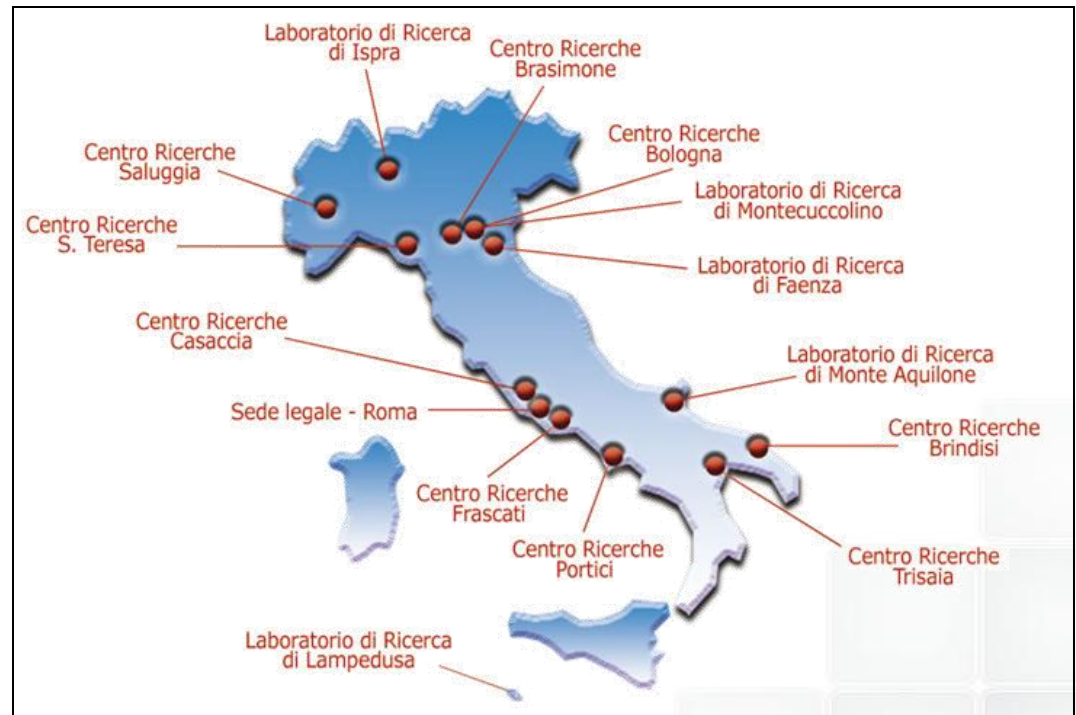 Laboratorio di Ricerca
di Ispra
Centro Ricerche
Brasimone
Centro Ricerche
Bologna
Centro Ricerche
Saluggia
Laboratorio di Ricerca
di Montecuccolino
Centro Ricerche
S. Teresa
Laboratorio di Ricerca
di Faenza
Centro Ricerche
Casaccia
Laboratorio di Ricerca
di Monte Aquilone
Sede legale - Roma
Centro Ricerche
Brindisi
Centro Ricerche
Frascati
Centro Ricerche
Portici
Centro Ricerche
Trisaia
Laboratorio di Ricerca
di Lampedusa